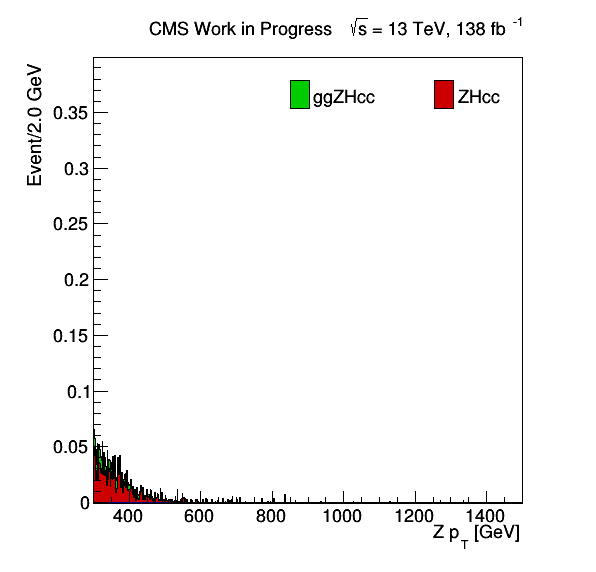 CMS Work in Progress √s = 13 TeV, 138 fb -1
Event/2.0 GeV
ggZHcc ZHcc
0.35
0.3
0.25
0.2
0.15
0.1
0.05
0
400 600 800 1000 1200 1400
Z pT [GeV]